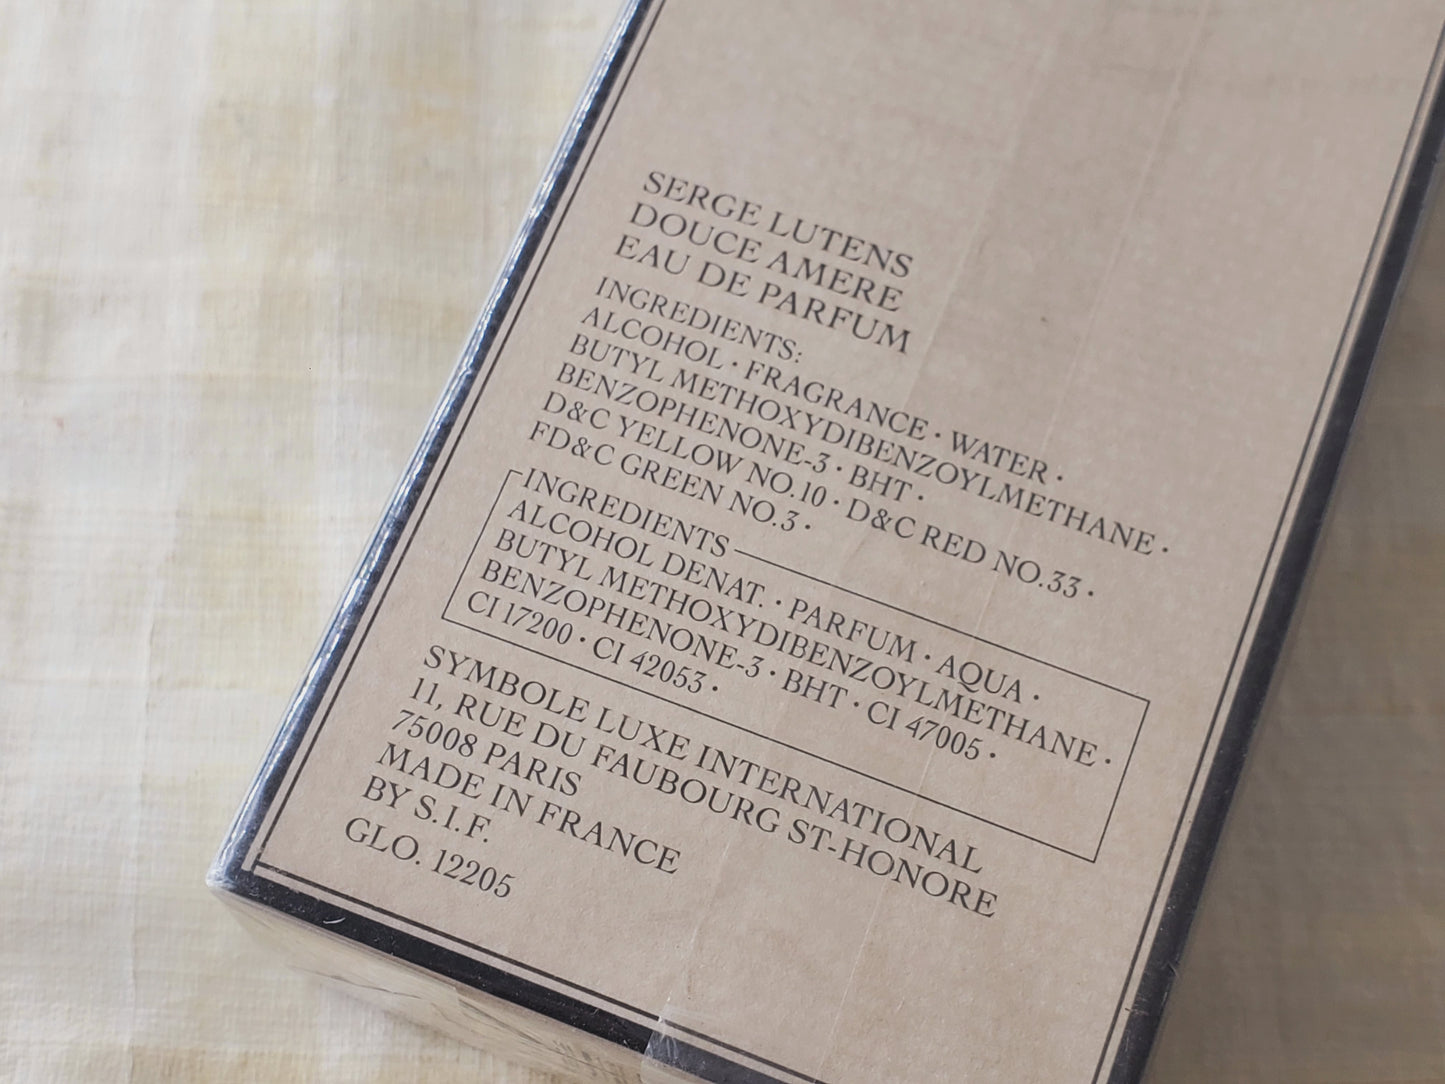 SERGE LUTENS
DOUCE AMERE
EAU DE PARFUM
INGREDIENTS:
ALCOHOL · FRAGRANCE · WATER ·
BUTYL METHOXYDIBENZOYLMETHANE ·
BENZOPHENONE-3 · BHT ·
D&C YELLOW NO.10 · D&C RED NO.33 ·
FD&C GREEN NO.3 ·
INGREDIENTS
ALCOHOL DENAT. · PARFUM · AQUA ·
BUTYL METHOXYDIBENZOYLMETHANE ·
BENZOPHENONE-3 · BHT · CI 47005 ·
CI 17200 · CI 42053 ·
SYMBOLE LUXE INTERNATIONAL
11, RUE DU FAUBOURG ST-HONORE
75008 PARIS
MADE IN FRANCE
BY S.I.F.
GLO. 12205